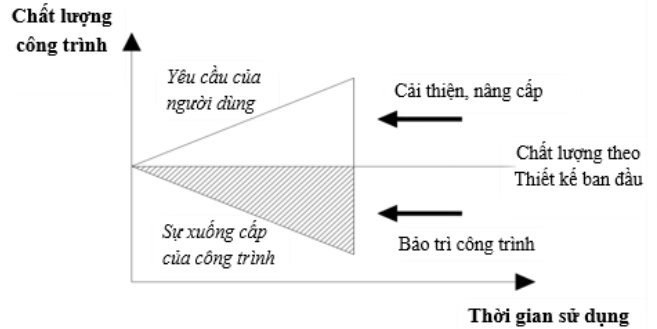 Chất lượng
công trình
Yêu cầu của
người dùng
Cải thiện, nâng cấp
Chất lượng theo
Thiết kế ban đầu
Sự xuống cấp
của công trình
Bảo trì công trình
Thời gian sử dụng